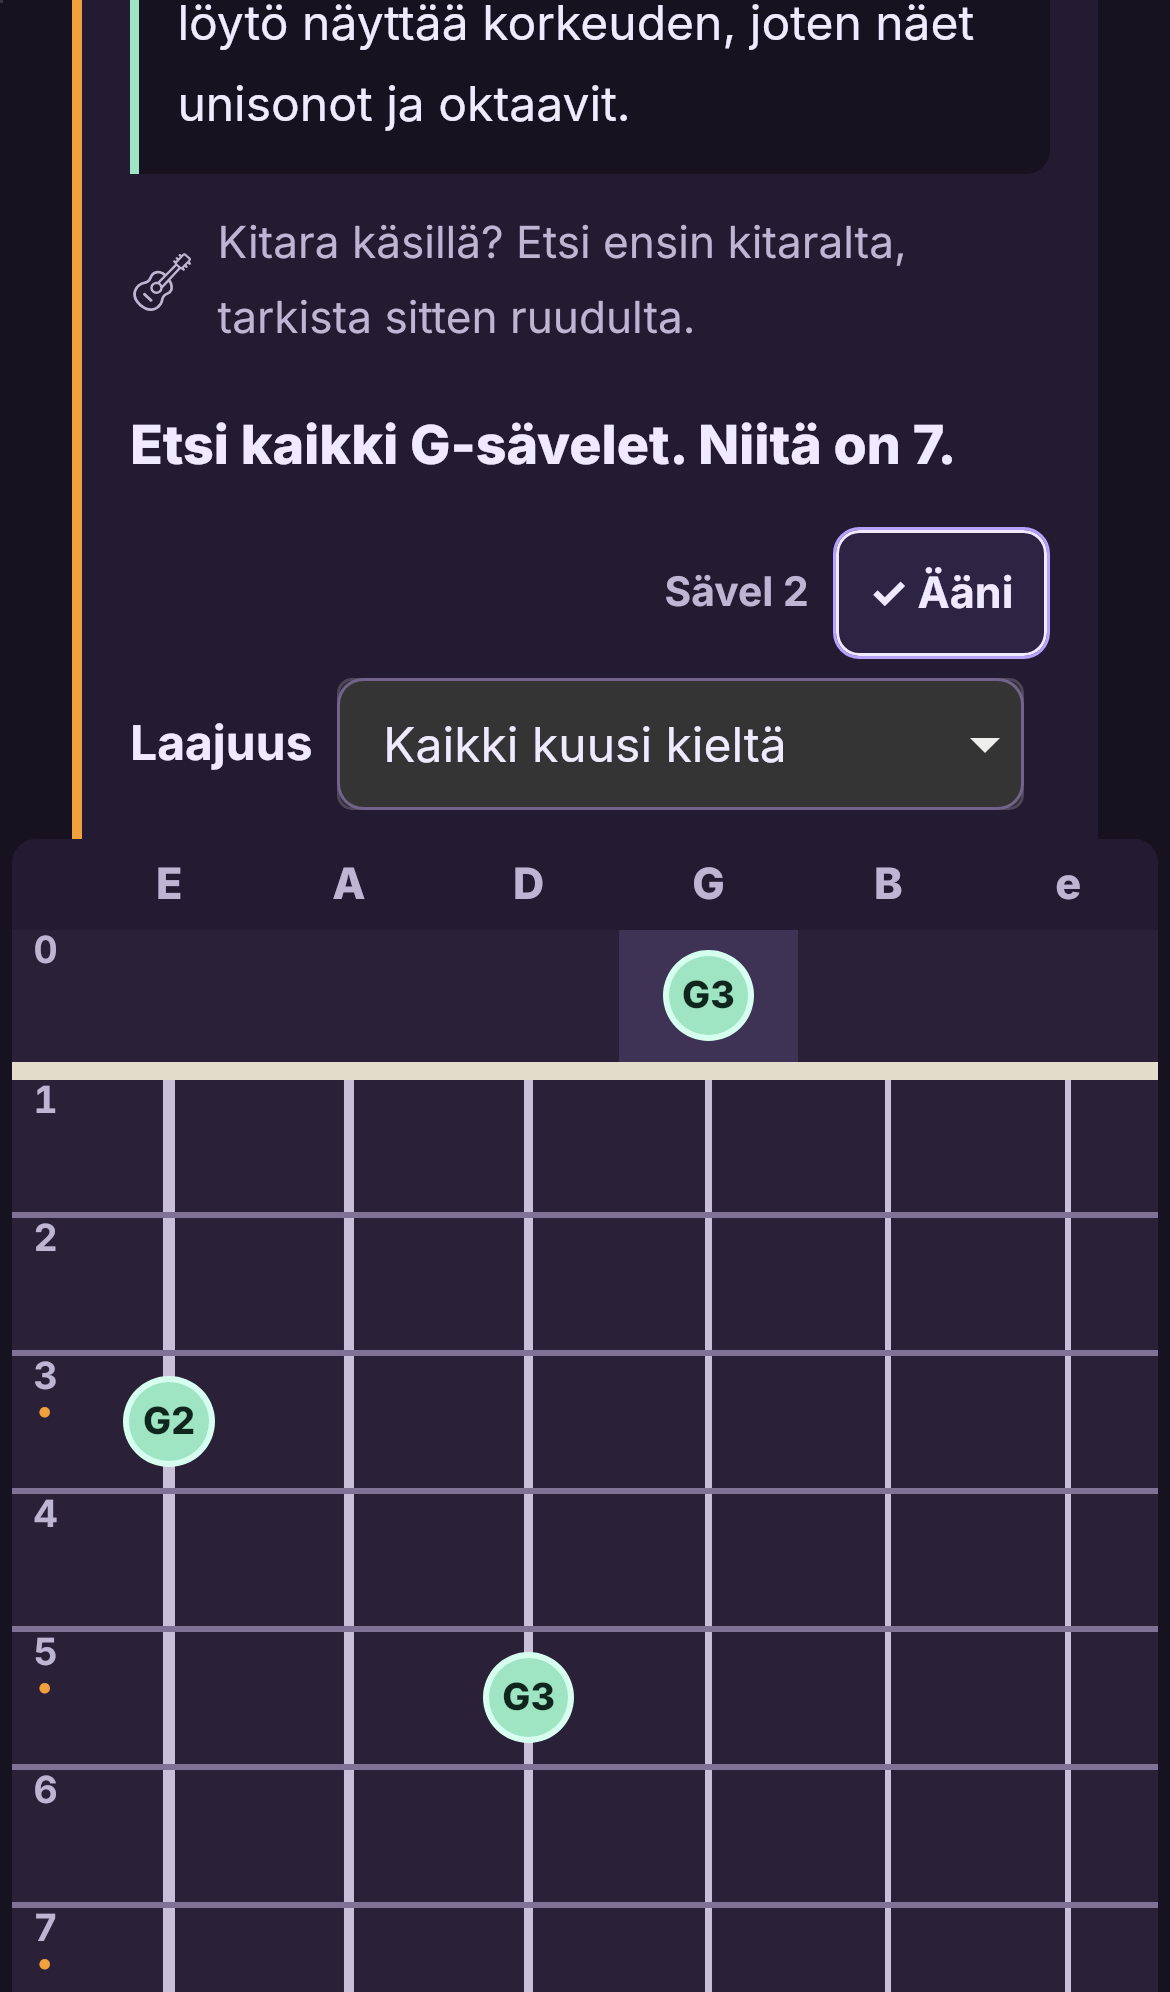 löytö näyttää korkeuden, joten näet
unisonot ja oktaavit.
Kitara käsillä? Etsi ensin kitaralta,
tarkista sitten ruudulta.
Etsi kaikki G-sävelet. Niitä on 7.
Sävel 2 ✓ Ääni
Laajuus Kaikki kuusi kieltä
E A D G B e
0 G3
1
2
3
G2
4
5
G3
6
7